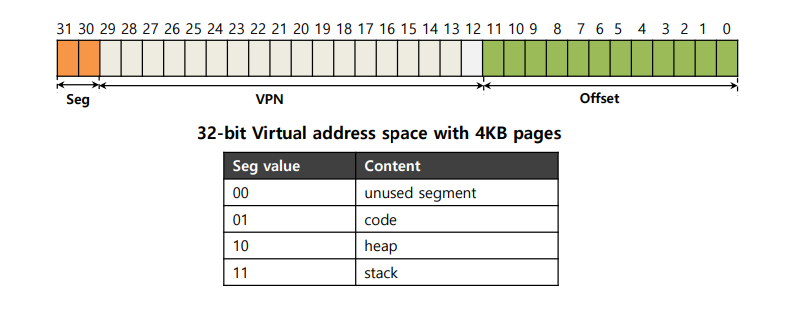 31 30 29 28 27 26 25 24 23 22 21 20 19 18 17 16 15 14 13 12 11 10 9 8 7 6 5 4 3 2 1 0
Seg VPN Offset
32-bit Virtual address space with 4KB pages
Seg value Content
00 unused segment
01 code
10 heap
11 stack